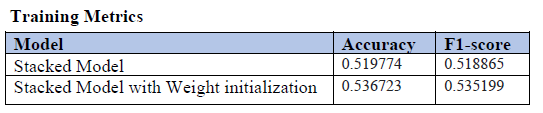 Training Metrics
Model Accuracy F1-score
Stacked Model 0.519774 0.518865
Stacked Model with Weight initialization 0.536723 0.535199